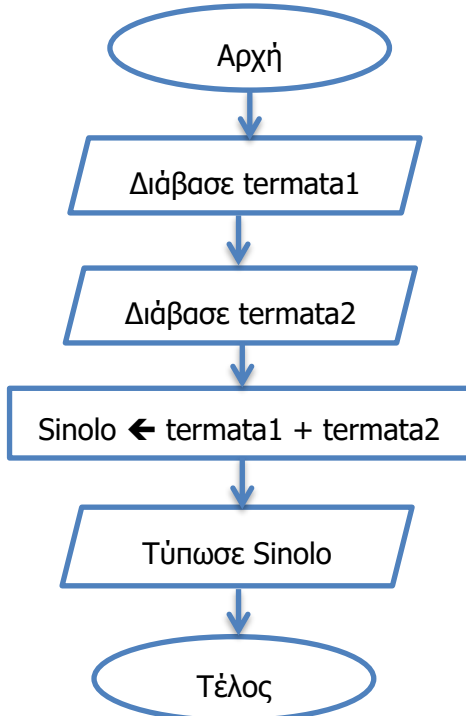 Αρχή
Διάβασε termata1
Διάβασε termata2
Sinolo 🡸 termata1 + termata2
Τύπωσε Sinolo
Τέλος